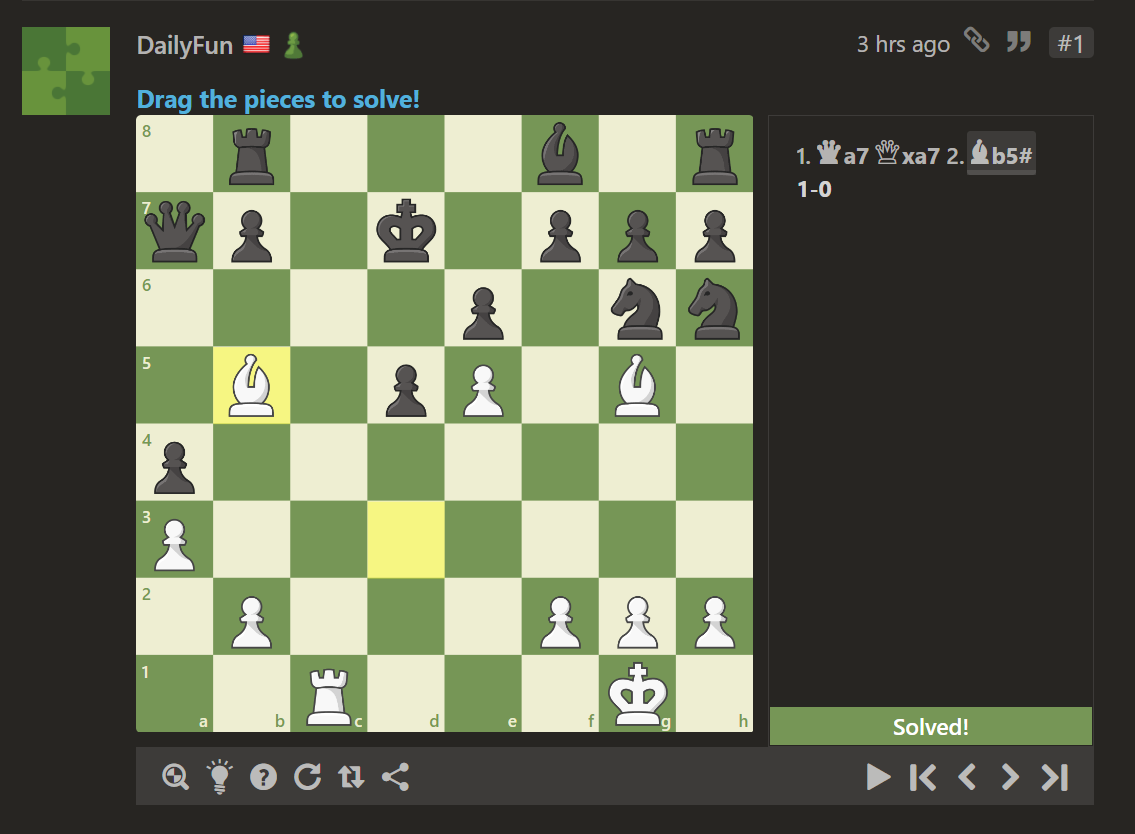 DailyFun
3 hrs ago #1
Drag the pieces to solve!
8
7
6
5
4
3
2
1
a b c d e f g h
1. ♛a7 ♕xa7 2. ♝b5#
1-0
Solved!